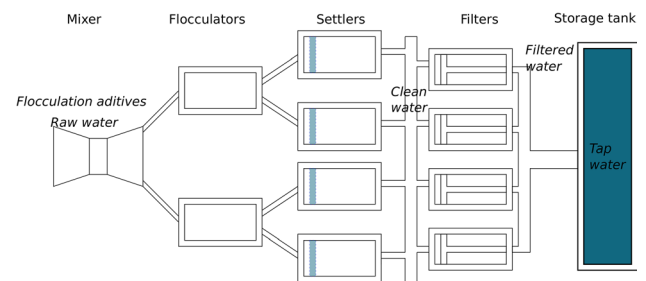 Mixer
Flocculators
Settlers
Filters
Storage tank
Flocculation aditives
Raw water
Clean
water
Filtered
water
Tap
water